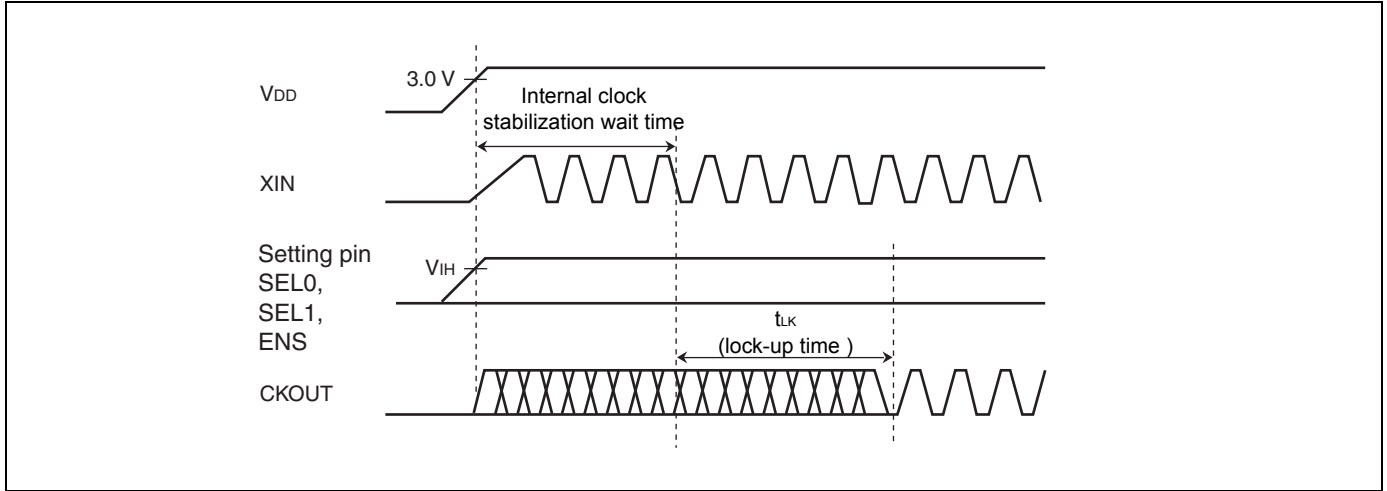 3.0 V
VDD
Internal clock
stabilization wait time
XIN
Setting pin
SEL0,
SEL1,
ENS
VIH
tLK
(lock-up time )
CKOUT